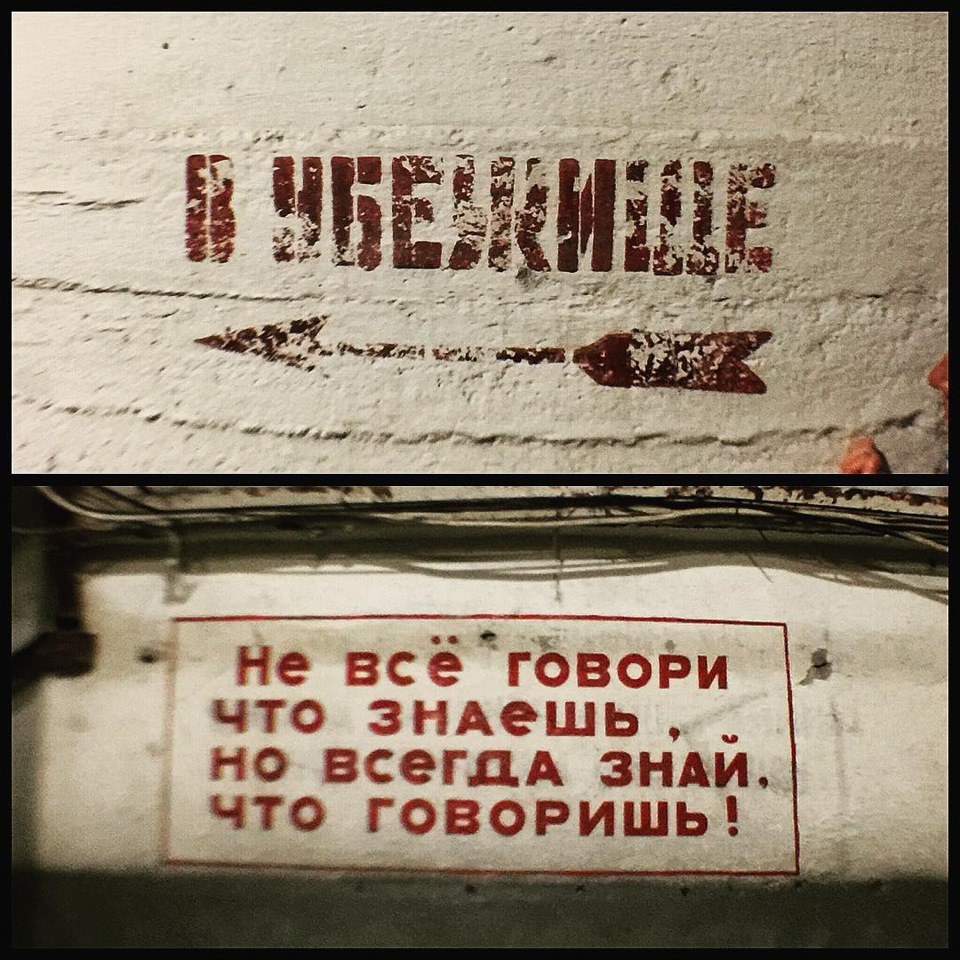 В УБЕЖИЩЕ
Не всё говори
что знаешь,
но всегда знай,
что говоришь!